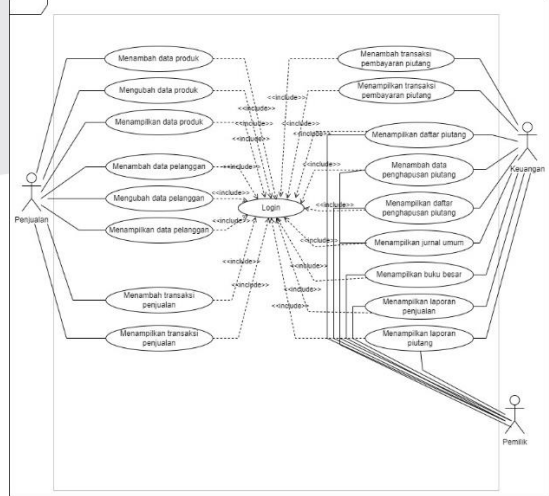 Menambah data produk
Mengubah data produk
Menampilkan data produk
Menambah data pelanggan
Mengubah data pelanggan
Menampilkan data pelanggan
Menambah transaksi
penjualan
Menampilkan transaksi
penjualan
Penjualan
<<include>>
<<include>>
<<include>>
<<include>>
<<include>>
<<include>>
<<include>>
<<include>>
Login
<<include>>
<<include>>
<<include>>
<<include>>
<<include>>
<<include>>
<<include>>
<<include>>
<<include>>
Menambah transaksi
pembayaran piutang
Menampilkan transaksi
pembayaran piutang
Menampilkan daftar piutang
Menambah data
penghapusan piutang
Menampilkan daftar
penghapusan piutang
Menampilkan jurnal umum
Menampilkan buku besar
Menampilkan laporan
penjualan
Menampilkan laporan
piutang
Keuangan
Pemilik